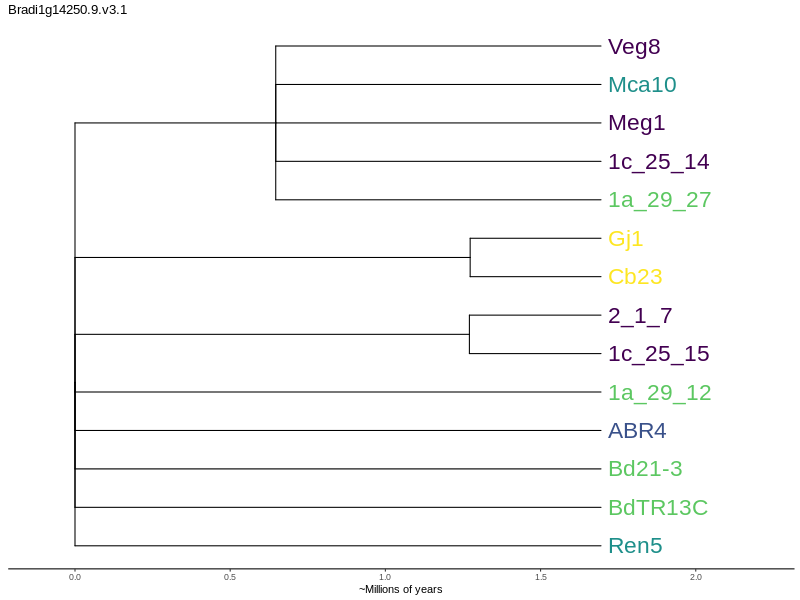 Bradi1g14250.9.v3.1
Veg8
Mca10
Meg1
1c_25_14
1a_29_27
Gj1
Cb23
2_1_7
1c_25_15
1a_29_12
ABR4
Bd21-3
BdTR13C
Ren5
0.0 0.5 1.0 1.5 2.0
~Millions of years